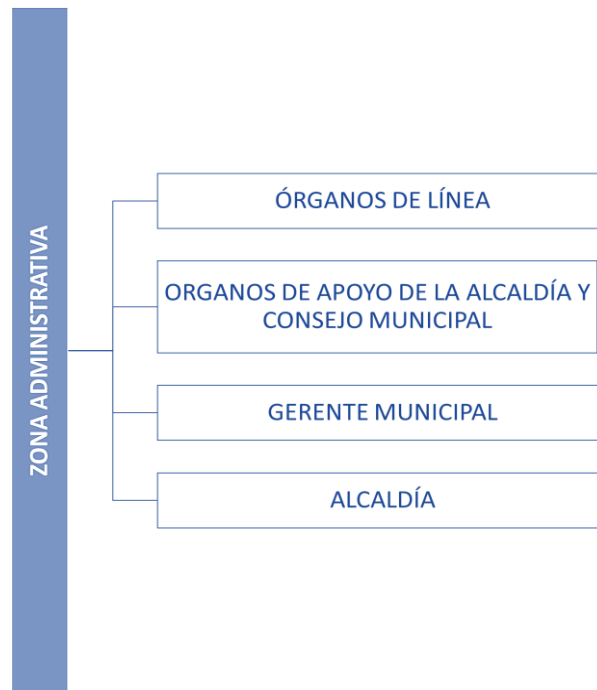 ZONA ADMINISTRATIVA
ÓRGANOS DE LÍNEA
ORGANOS DE APOYO DE LA ALCALDÍA Y
CONSEJO MUNICIPAL
GERENTE MUNICIPAL
ALCALDÍA